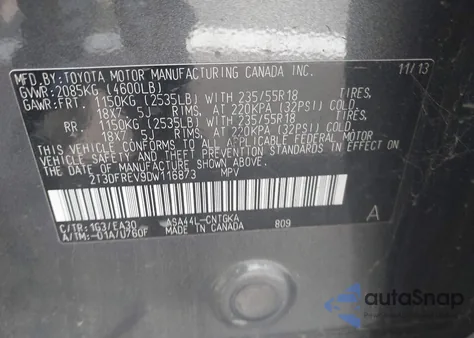 MFD.BY:TOYOTA MOTOR MANUFACTURING CANADA INC. 11/13
GVWR: 2085KG (4600LB)
GAWR:FRT. 1150KG (2535LB) WITH 235/55R18 TIRES,
18X7. 5J RIMS, AT 220KPA (32PSI) COLD
RR. 1150KG (2535LB) WITH 235/55R18 TIRES,
18X7. 5J RIMS, AT 220KPA (32PSI) COLD
THIS VEHICLE CONFORMS TO ALL APPLICABLE FEDERAL MOTOR
VEHICLE SAFETY STANDARDS IN EFFECT ON
THE DATE OF MANUFACTURE SHOWN ABOVE.
2T3DFREV9DW116873 MPV
C/TR:1G3/EA30 ASA44L-CNTGKA
A/TM:-01A/U760F MADE IN CANADA 809 A
autoSnap